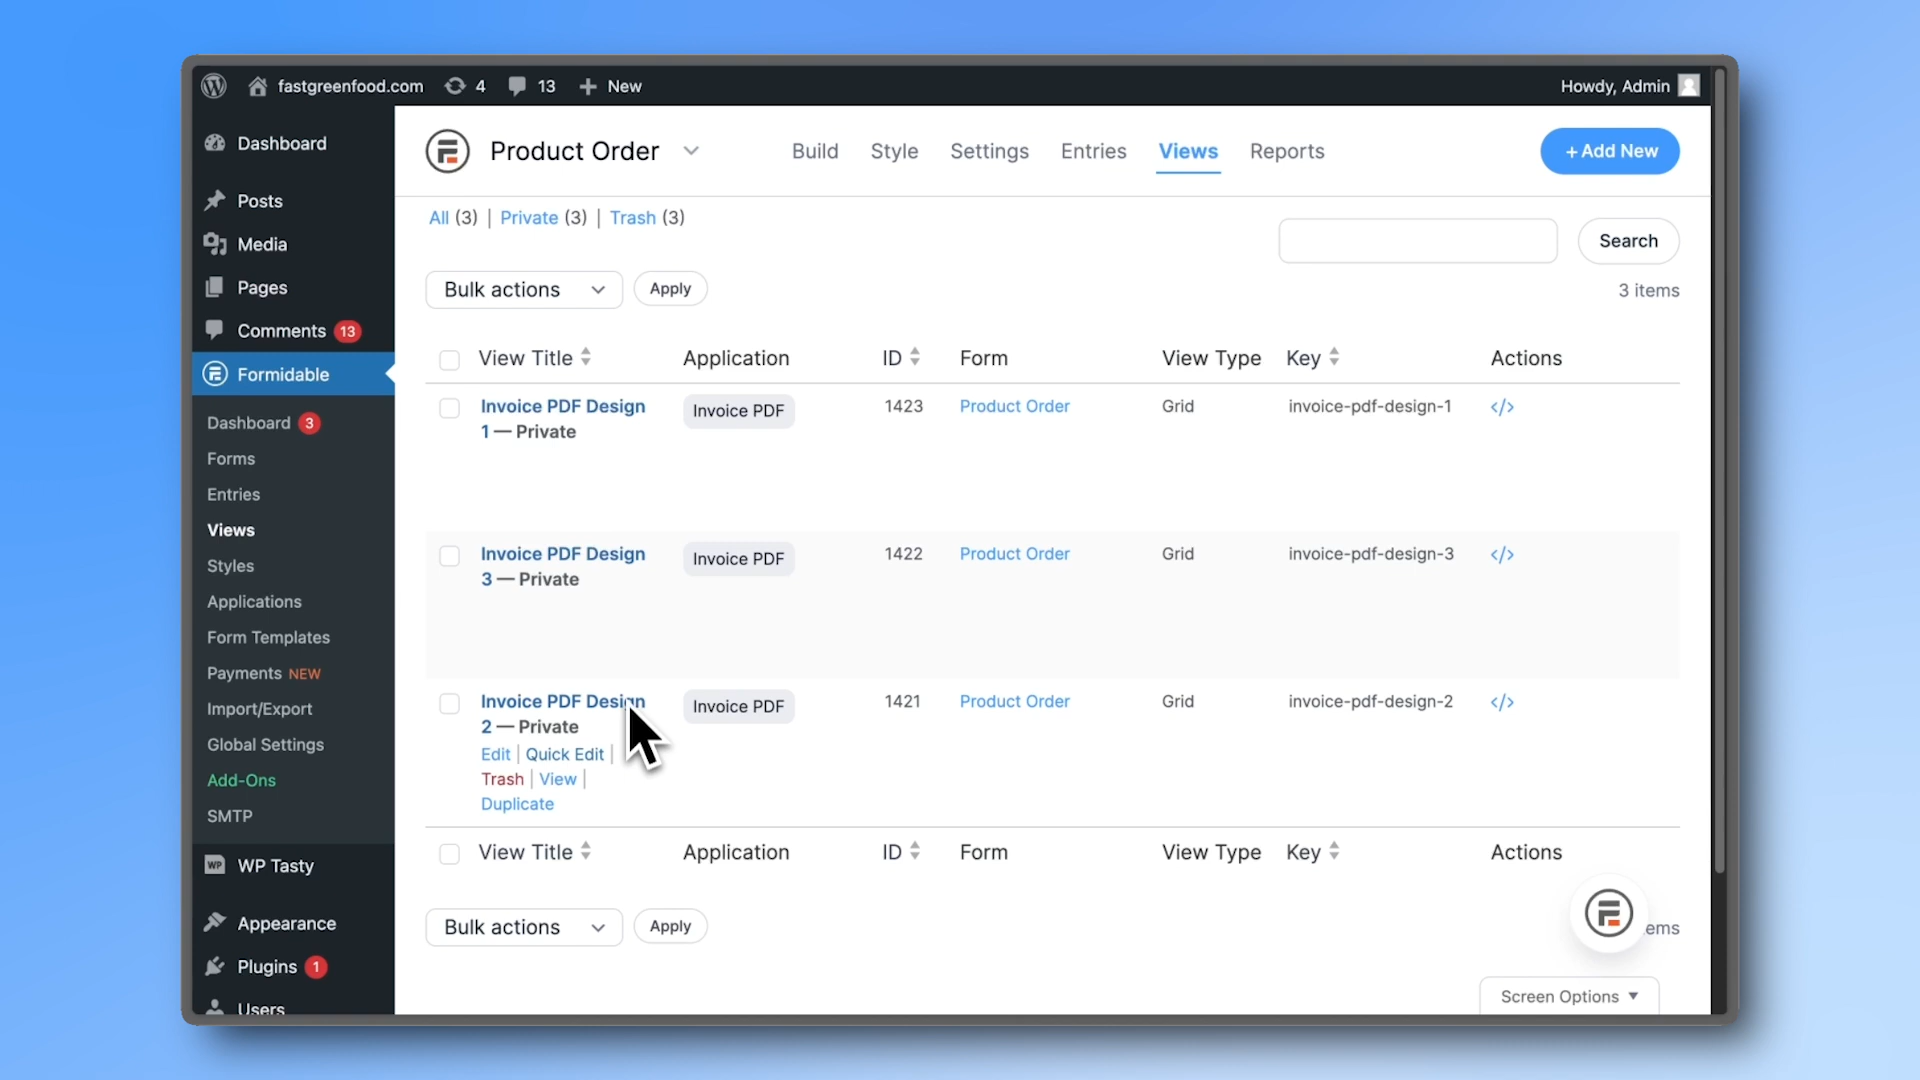 fastgreenfood.com 4 13 + New Howdy, Admin
Dashboard
Posts
Media
Pages
Comments 13
Formidable
Dashboard 3
Forms
Entries
Views
Styles
Applications
Form Templates
Payments NEW
Import/Export
Global Settings
Add-Ons
SMTP
WP Tasty
Appearance
Plugins 1
Users
Product Order Build Style Settings Entries Views Reports +Add New
All (3) | Private (3) | Trash (3)
Search
Bulk actions Apply 3 items
View Title Application ID Form View Type Key Actions
Invoice PDF Design Invoice PDF 1423 Product Order Grid invoice-pdf-design-1 </>
1 — Private
Invoice PDF Design Invoice PDF 1422 Product Order Grid invoice-pdf-design-3 </>
3 — Private
Invoice PDF Design Invoice PDF 1421 Product Order Grid invoice-pdf-design-2 </>
2 — Private
Edit | Quick Edit |
Trash | View |
Duplicate
View Title Application ID Form View Type Key Actions
Bulk actions Apply ems
Screen Options ▼